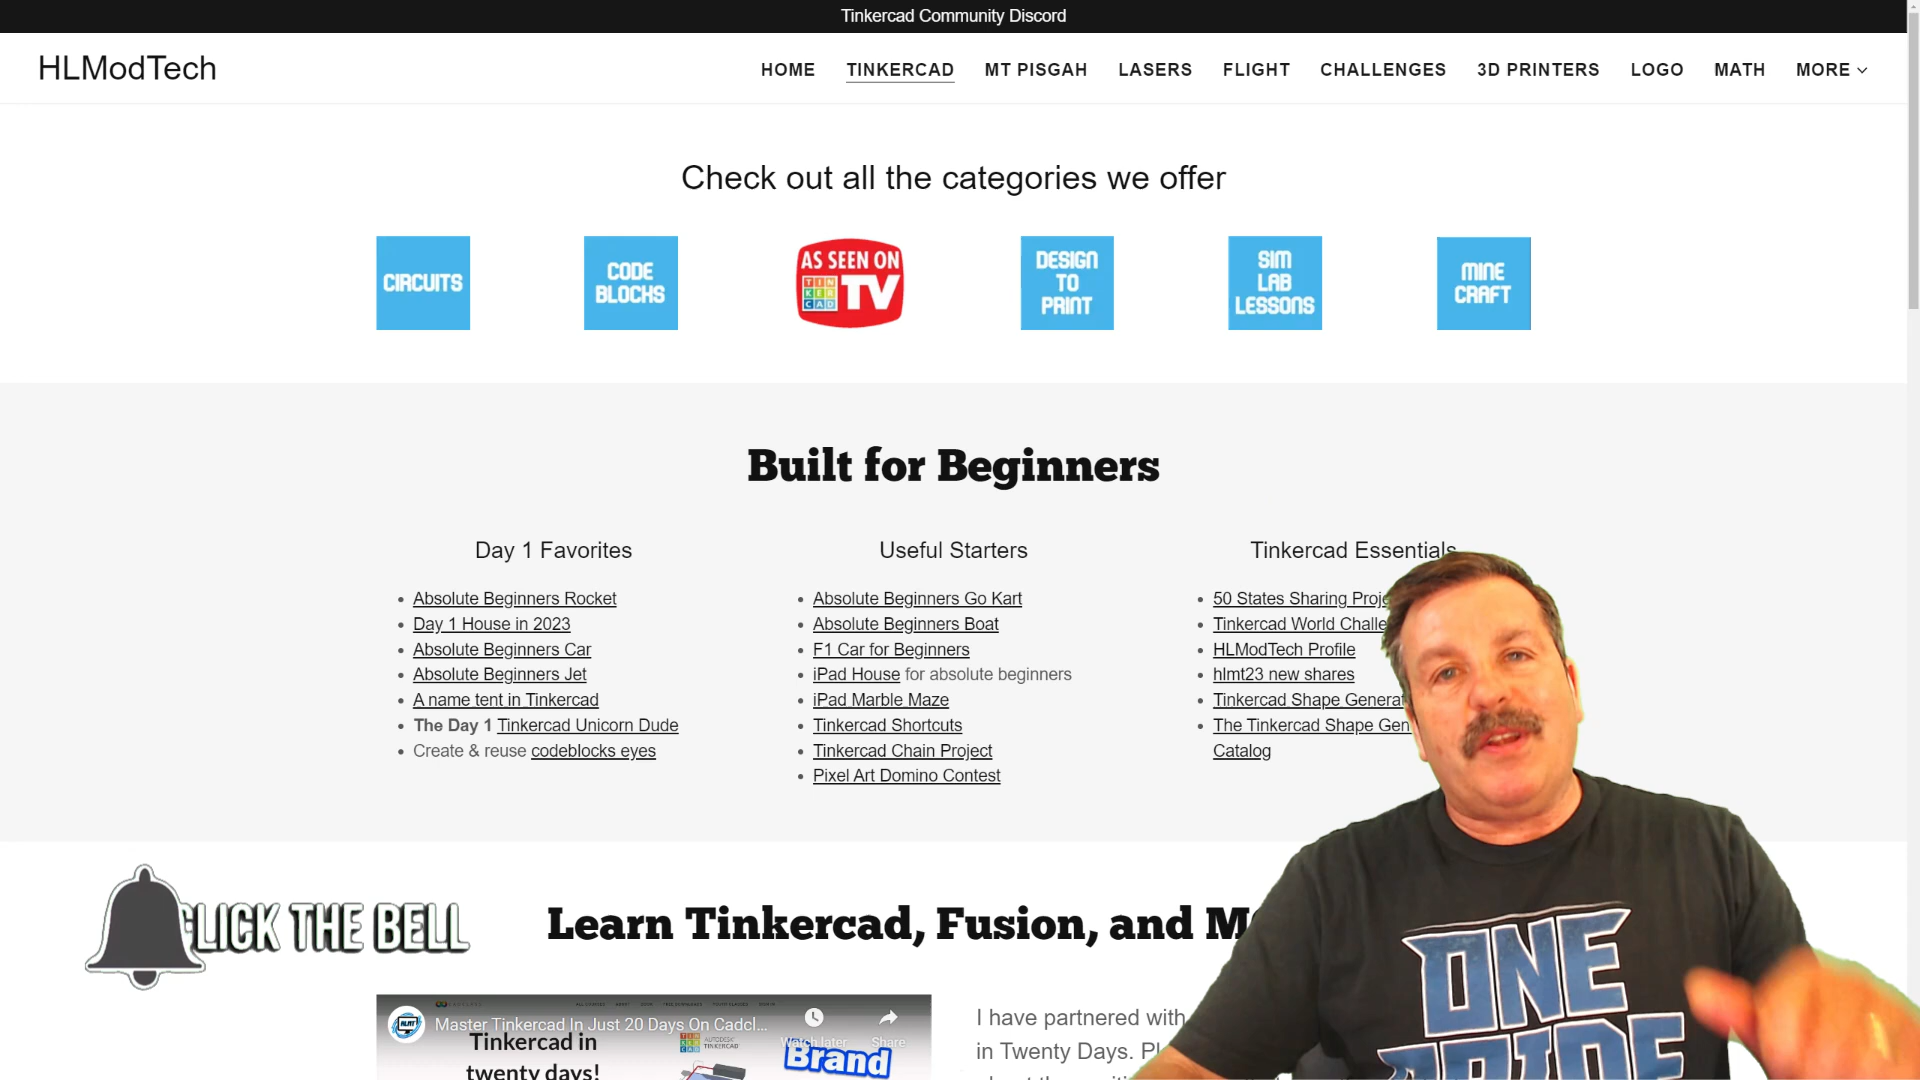 Tinkercad Community Discord
HLModTech
HOME TINKERCAD MT PISGAH LASERS FLIGHT CHALLENGES 3D PRINTERS LOGO MATH MORE
Check out all the categories we offer
CIRCUITS
CODE
BLOCKS
AS SEEN ON
TIN
KER
CAD
TV
DESIGN
TO
PRINT
SIM
LAB
LESSONS
MINE
CRAFT
Built for Beginners
Day 1 Favorites
Absolute Beginners Rocket
Day 1 House in 2023
Absolute Beginners Car
Absolute Beginners Jet
A name tent in Tinkercad
The Day 1 Tinkercad Unicorn Dude
Create & reuse codeblocks eyes
Useful Starters
Absolute Beginners Go Kart
Absolute Beginners Boat
F1 Car for Beginners
iPad House for absolute beginners
iPad Marble Maze
Tinkercad Shortcuts
Tinkercad Chain Project
Pixel Art Domino Contest
Tinkercad Essentials
50 States Sharing
Tinkercad World
HLModTech Profile
hlmt23 new shares
Tinkercad Shape
The Tinkercad Shape
Catalog
CLICK THE BELL
Learn Tinkercad, Fusion, and
HLMT
Master Tinkercad In Just 20 Days On Cadcl...
Watch later
Share
Tinkercad in
twenty days!
AUTODESK
TINKERCAD
Brand
I have partnered with
in Twenty Days.
ONE
PRIDE